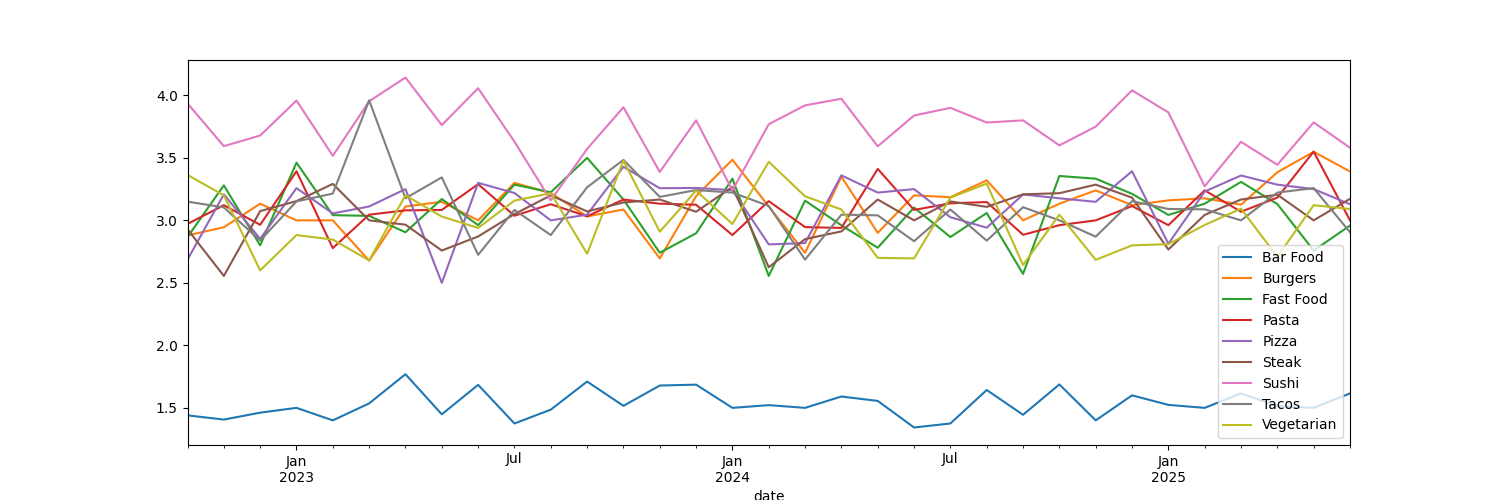 4.0
3.5
3.0
2.5
2.0
1.5
Jan
2023
Jul
Jan
2024
Jul
Jan
2025
date
Bar Food
Burgers
Fast Food
Pasta
Pizza
Steak
Sushi
Tacos
Vegetarian